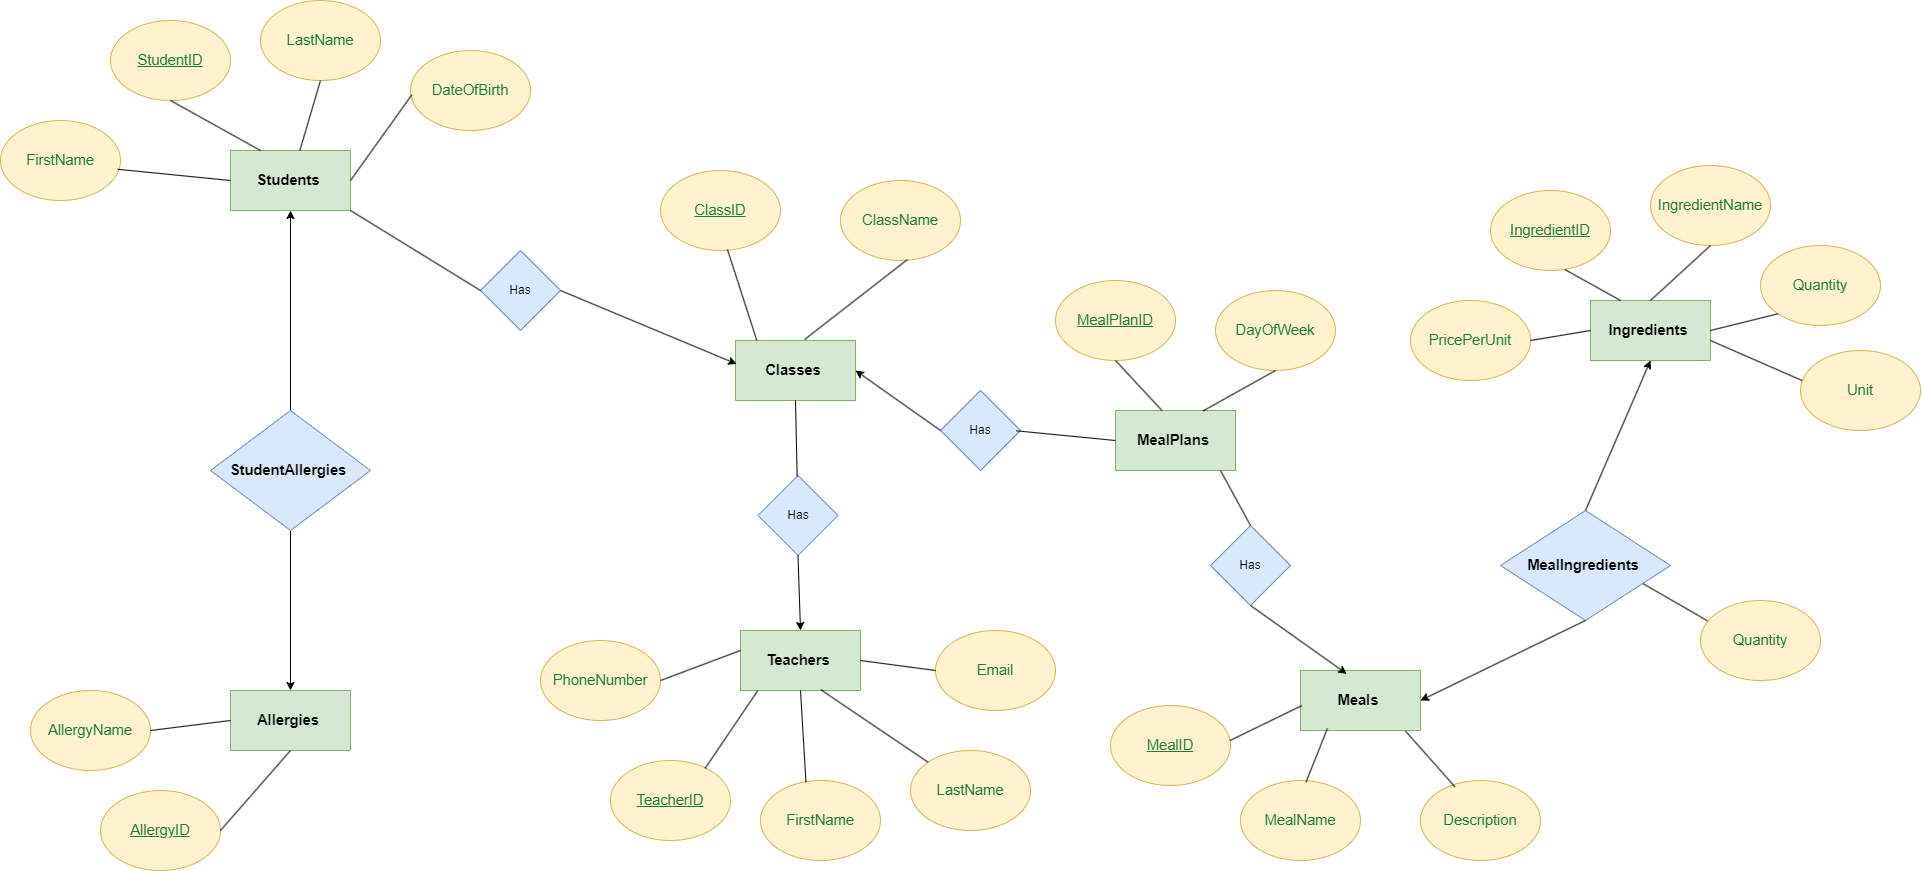 LastName
StudentID
DateOfBirth
FirstName
Students
ClassID
ClassName
IngredientName
IngredientID
Quantity
PricePerUnit
Ingredients
Unit
Has
MealPlanID
DayOfWeek
Classes
Has
MealPlans
StudentAllergies
Has
Has
MealIngredients
Quantity
Teachers
PhoneNumber
Email
Meals
AllergyName
Allergies
MealID
TeacherID
FirstName
LastName
MealName
Description
AllergyID